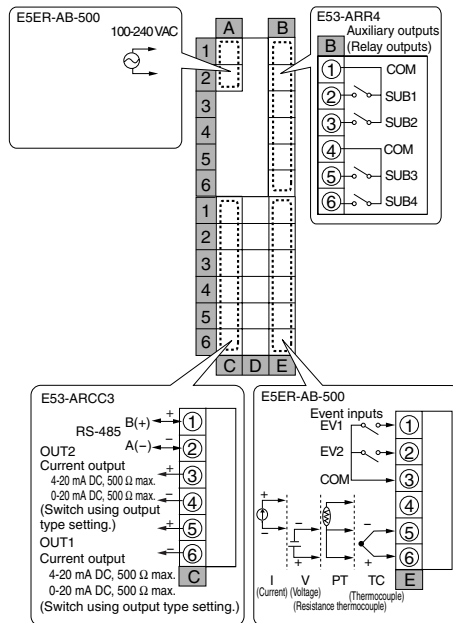 E5ER-AB-500
100-240 VAC
A
B
1
2
3
4
5
6
1
2
3
4
5
6
C D E
E53-ARR4
Auxiliary outputs
(Relay outputs)
B
1 COM
2 SUB1
3 SUB2
4 COM
5 SUB3
6 SUB4
E53-ARCC3
RS-485
B(+) + 1
A(−) − 2
OUT2
Current output
4-20 mA DC, 500 Ω max.
0-20 mA DC, 500 Ω max.
(Switch using output
type setting.)
+ 3
− 4
OUT1
Current output
4-20 mA DC, 500 Ω max.
0-20 mA DC, 500 Ω max.
(Switch using output type setting.)
+ 5
− 6
C
E5ER-AB-500
Event inputs
EV1 1
EV2 2
COM 3
4
5
6
E
+ − − + − +
I V PT TC
(Current) (Voltage) (Thermocouple)
(Resistance thermocouple)